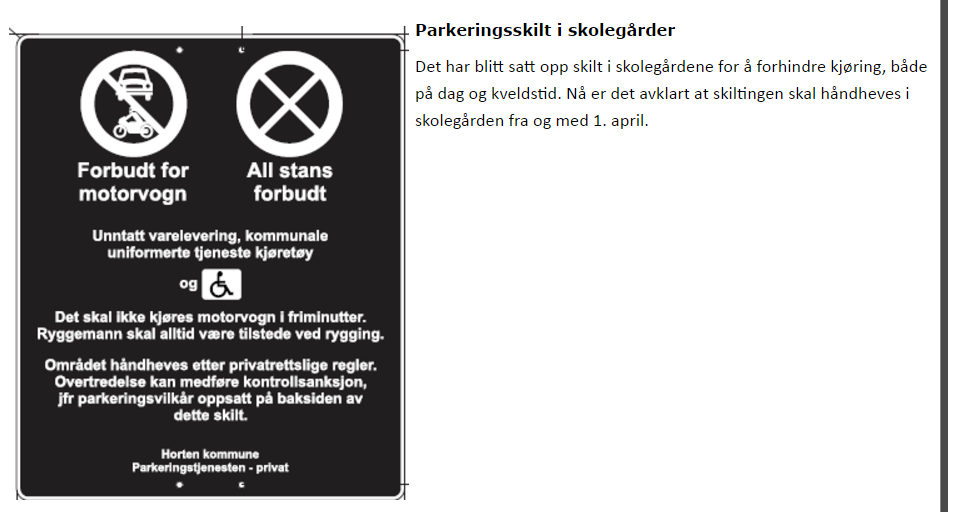 Parkeringsskilt i skolegårder
Det har blitt satt opp skilt i skolegårdene for å forhindre kjøring, både
på dag og kveldstid. Nå er det avklart at skiltingen skal håndheves i
skolegården fra og med 1. april.
Forbudt for
motorvogn
All stans
forbudt
Unntatt varelevering, kommunale
uniformerte tjeneste kjøretøy
og
Det skal ikke kjøres motorvogn i friminutter.
Ryggemann skal alltid være tilstede ved rygging.
Området håndheves etter privatrettslige regler.
Overtredelse kan medføre kontrollsanksjon,
jfr parkeringsvilkår oppsatt på baksiden av
dette skilt.
Horten kommune
Parkeringstjenesten - privat